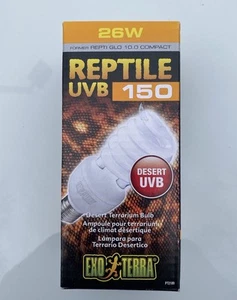 26W
FORMERLY REPTI GLO 10.0 COMPACT
REPTILE
UVB 150
DESERT
UVB
Desert Terrarium Bulb
Ampoule pour terrariums
de climat désertique
Lámpara para
Terrario Desertico
EXO TERRA